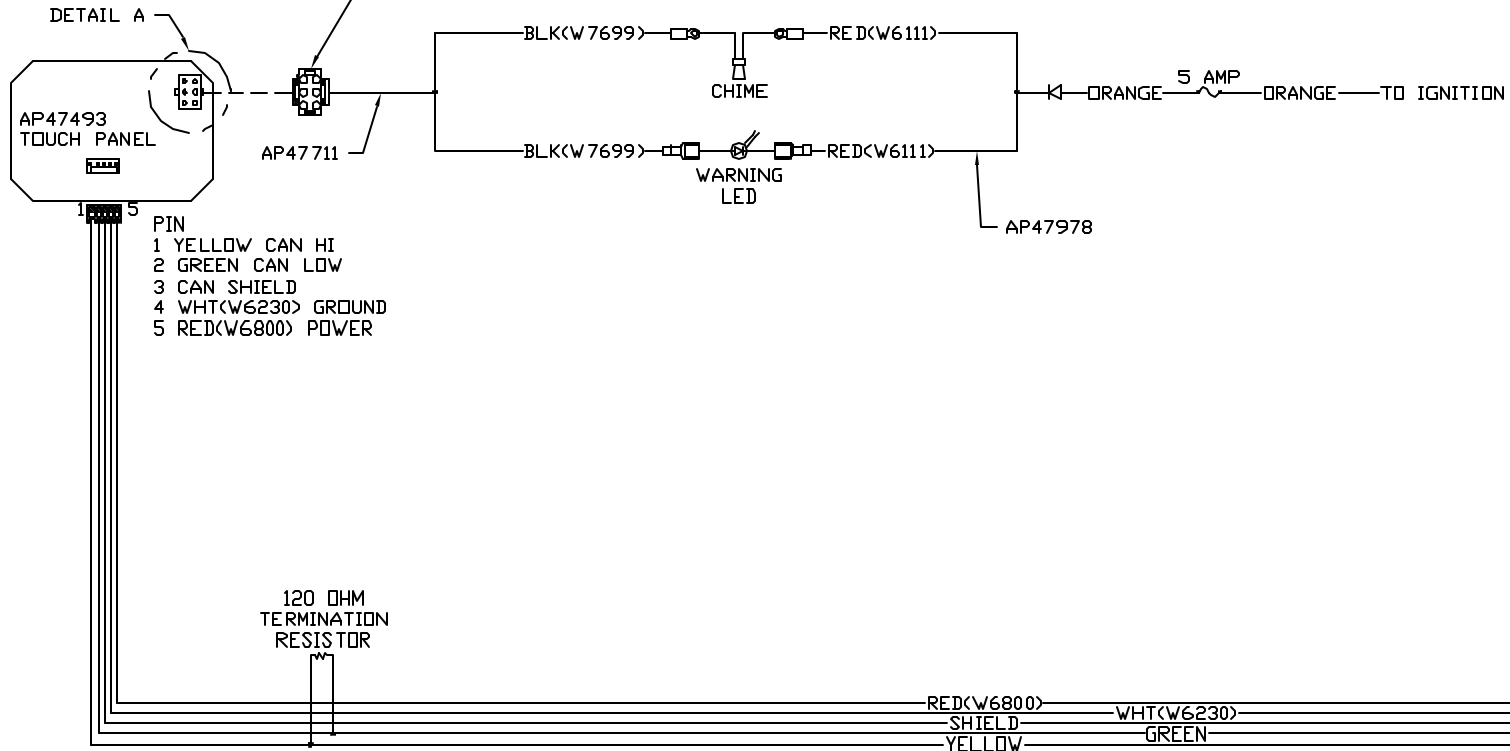 DETAIL A
BLK(W7699)
RED(W6111)
CHIME
5 AMP
ORANGE
ORANGE
TO IGNITION
AP47493
TOUCH PANEL
AP47711
BLK(W7699)
RED(W6111)
WARNING
LED
AP47978
1
5
PIN
1 YELLOW CAN HI
2 GREEN CAN LOW
3 CAN SHIELD
4 WHT(W6230) GROUND
5 RED(W6800) POWER
120 OHM
TERMINATION
RESISTOR
RED(W6800)
WHT(W6230)
SHIELD
GREEN
YELLOW